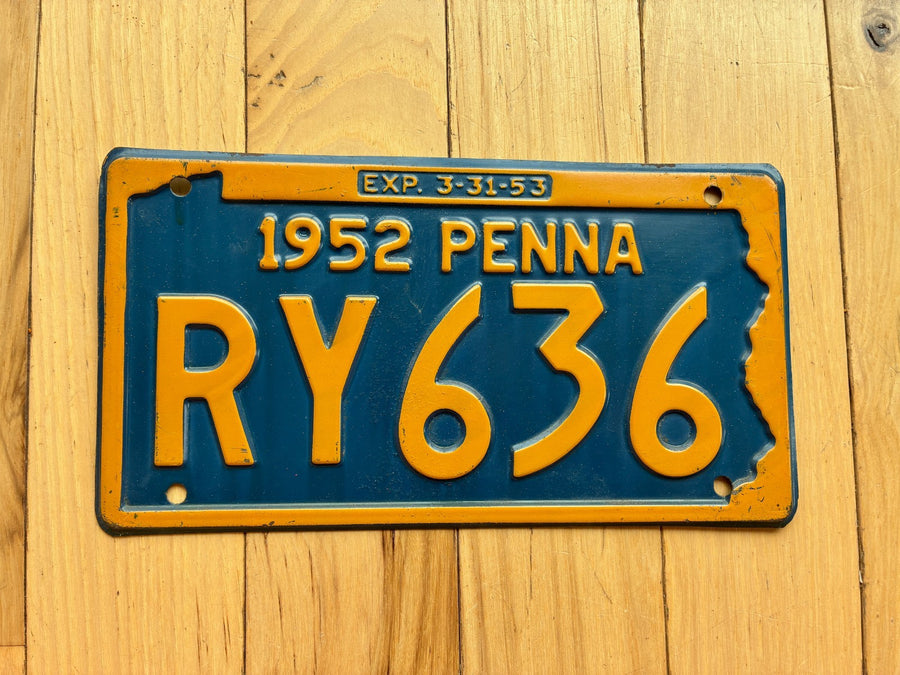 EXP. 3-31-53
1952 PENNA
RY636